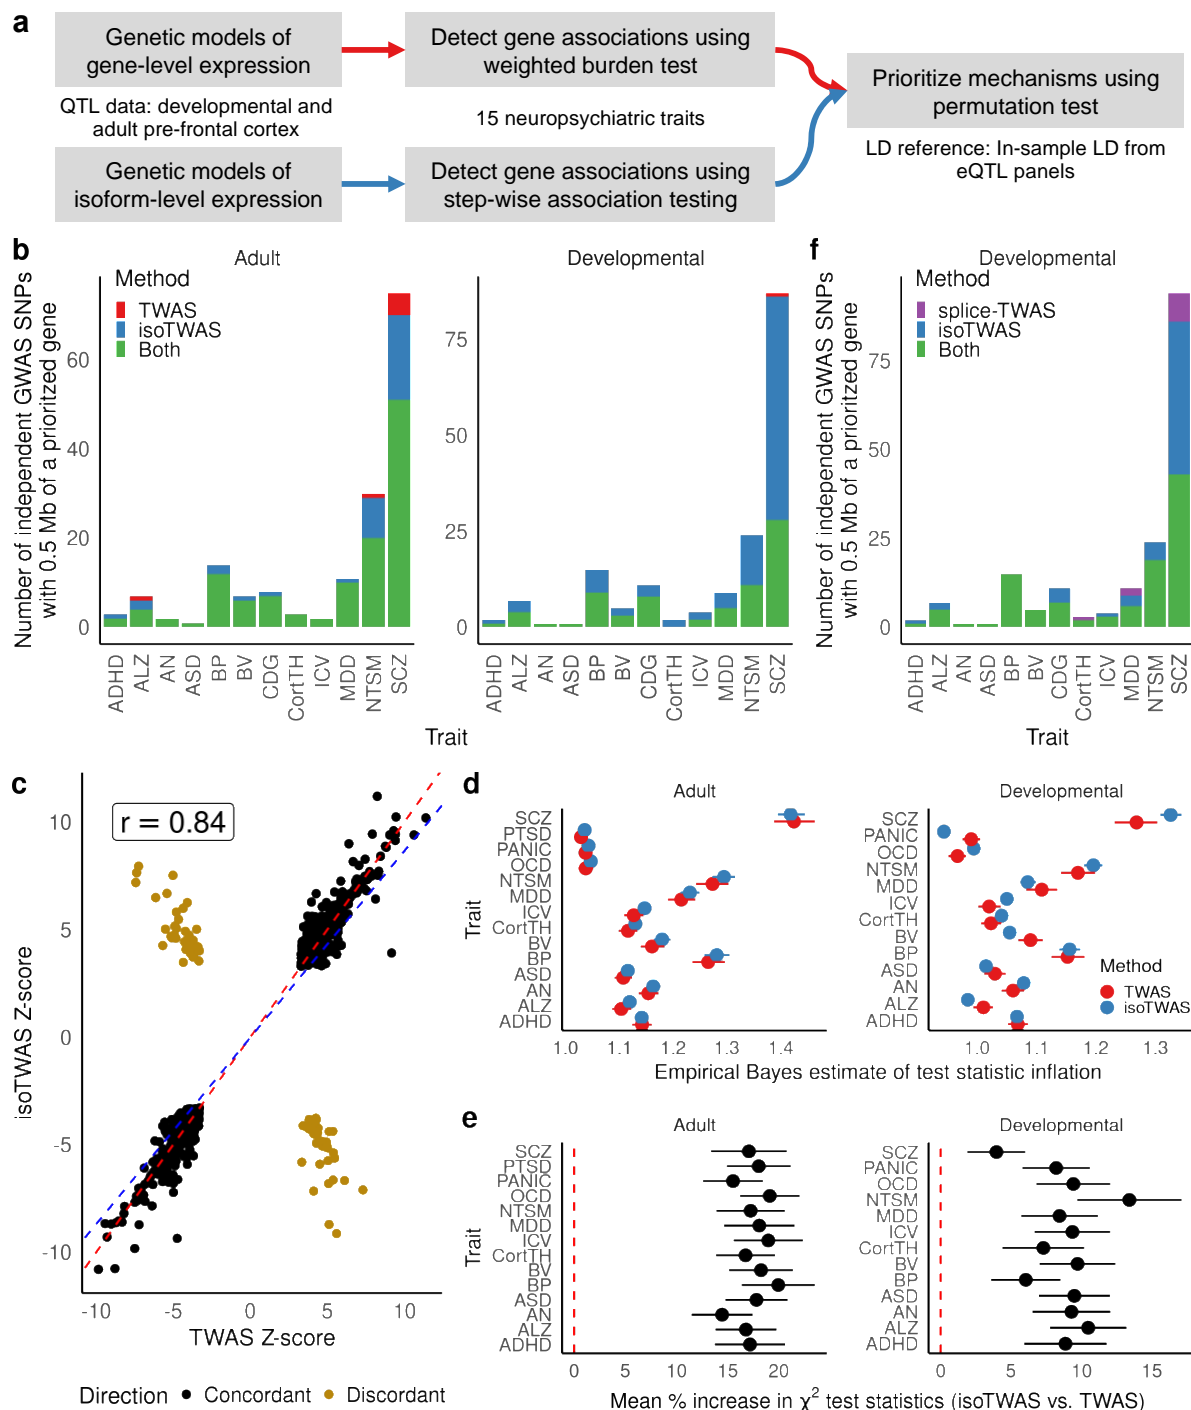 a
Genetic models of
gene-level expression
Detect gene associations using
weighted burden test
Prioritize mechanisms using
permutation test
QTL data: developmental and
adult pre-frontal cortex
15 neuropsychiatric traits
LD reference: In-sample LD from
eQTL panels
Genetic models of
isoform-level expression
Detect gene associations using
step-wise association testing
b
Adult
Developmental
Number of independent GWAS SNPs
with 0.5 Mb of a prioritized gene
Method
TWAS
isoTWAS
Both
60
40
20
0
75
50
25
0
ADHD
ALZ
AN
ASD
BP
BV
CDG
CortTH
ICV
MDD
NTSM
SCZ
ADHD
ALZ
AN
ASD
BP
BV
CDG
CortTH
ICV
MDD
NTSM
SCZ
Trait
f
Developmental
Number of independent GWAS SNPs
with 0.5 Mb of a prioritized gene
Method
splice-TWAS
isoTWAS
Both
75
50
25
0
ADHD
ALZ
AN
ASD
BP
BV
CDG
CortTH
ICV
MDD
NTSM
SCZ
Trait
c
r = 0.84
isoTWAS Z-score
10
5
0
-5
-10
-10 -5 0 5 10
TWAS Z-score
Direction Concordant Discordant
d
Adult
Developmental
Trait
SCZ
PTSD
PANIC
OCD
NTSM
MDD
ICV
CortTH
BV
BP
ASD
AN
ALZ
ADHD
1.0 1.1 1.2 1.3 1.4
SCZ
PANIC
OCD
NTSM
MDD
ICV
CortTH
BV
BP
ASD
AN
ALZ
ADHD
Method
TWAS
isoTWAS
1.0 1.1 1.2 1.3
Empirical Bayes estimate of test statistic inflation
e
Adult
Developmental
Trait
SCZ
PTSD
PANIC
OCD
NTSM
MDD
ICV
CortTH
BV
BP
ASD
AN
ALZ
ADHD
0 5 10 15 20
SCZ
PANIC
OCD
NTSM
MDD
ICV
CortTH
BV
BP
ASD
AN
ALZ
ADHD
0 5 10 15
Mean % increase in χ² test statistics (isoTWAS vs. TWAS)